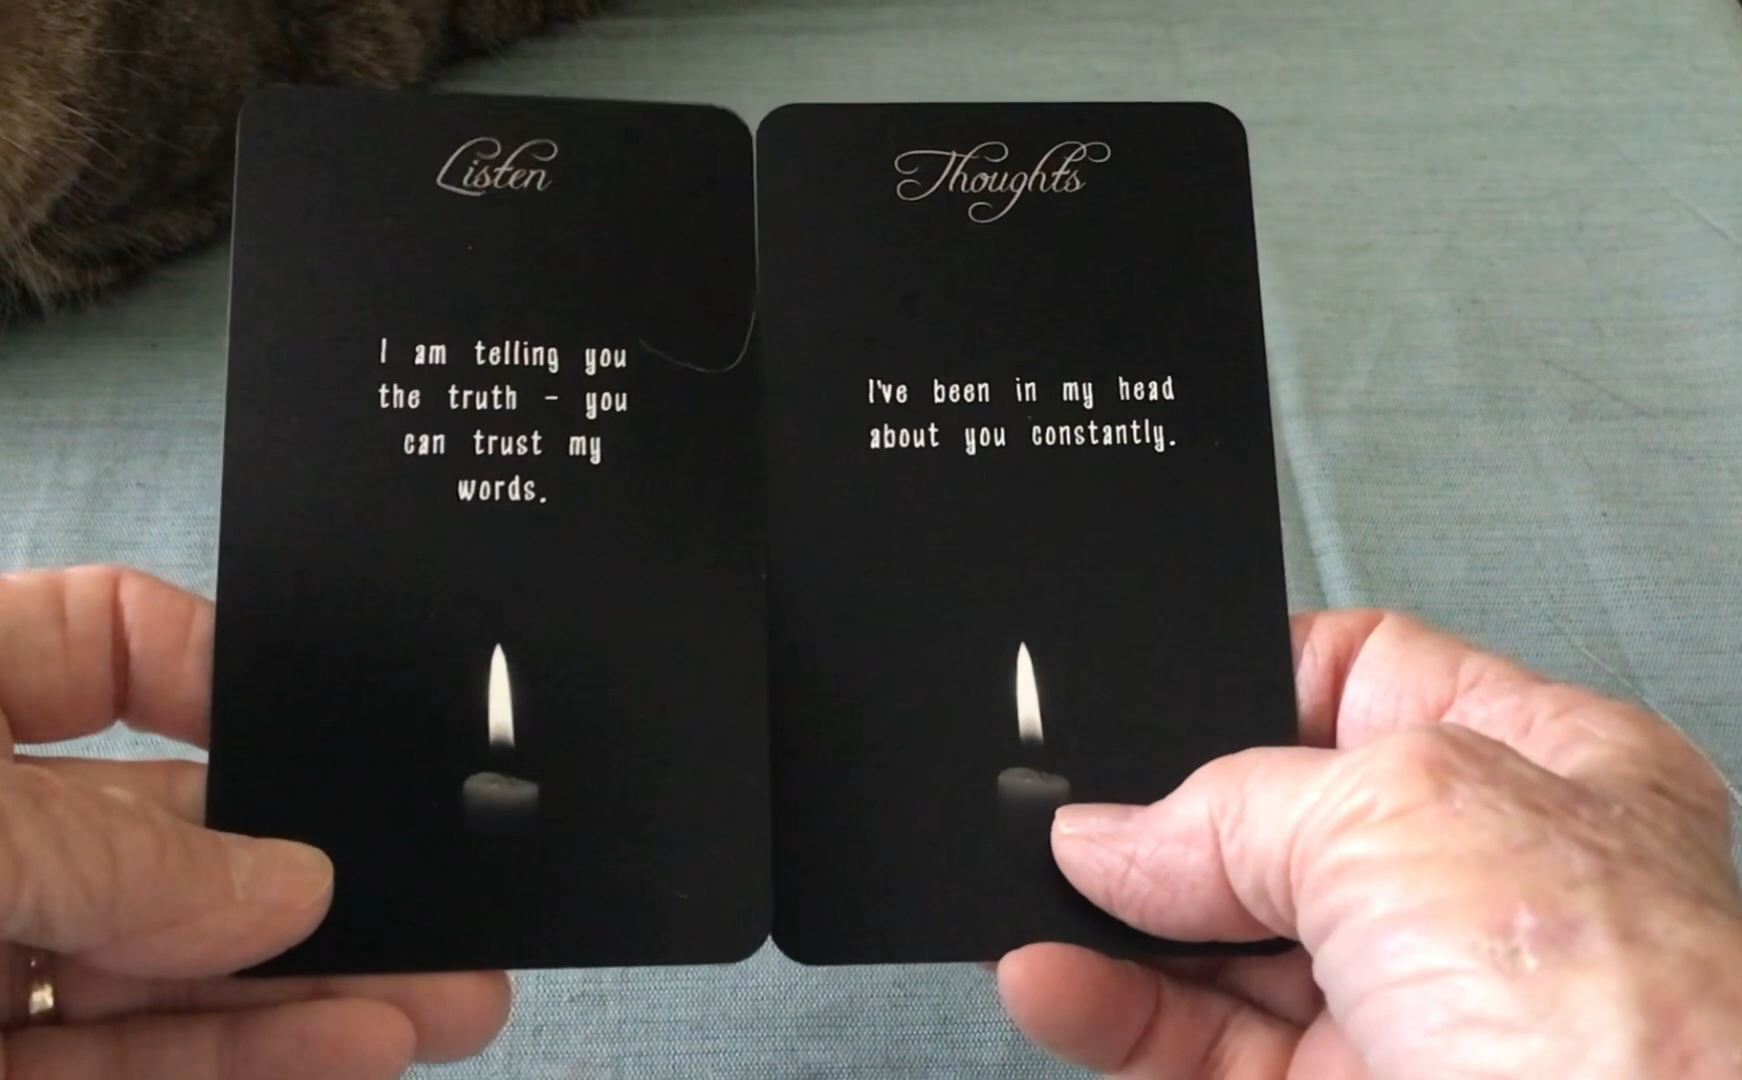 Listen
I am telling you
the truth - you
can trust my
words.
Thoughts
I've been in my head
about you constantly.